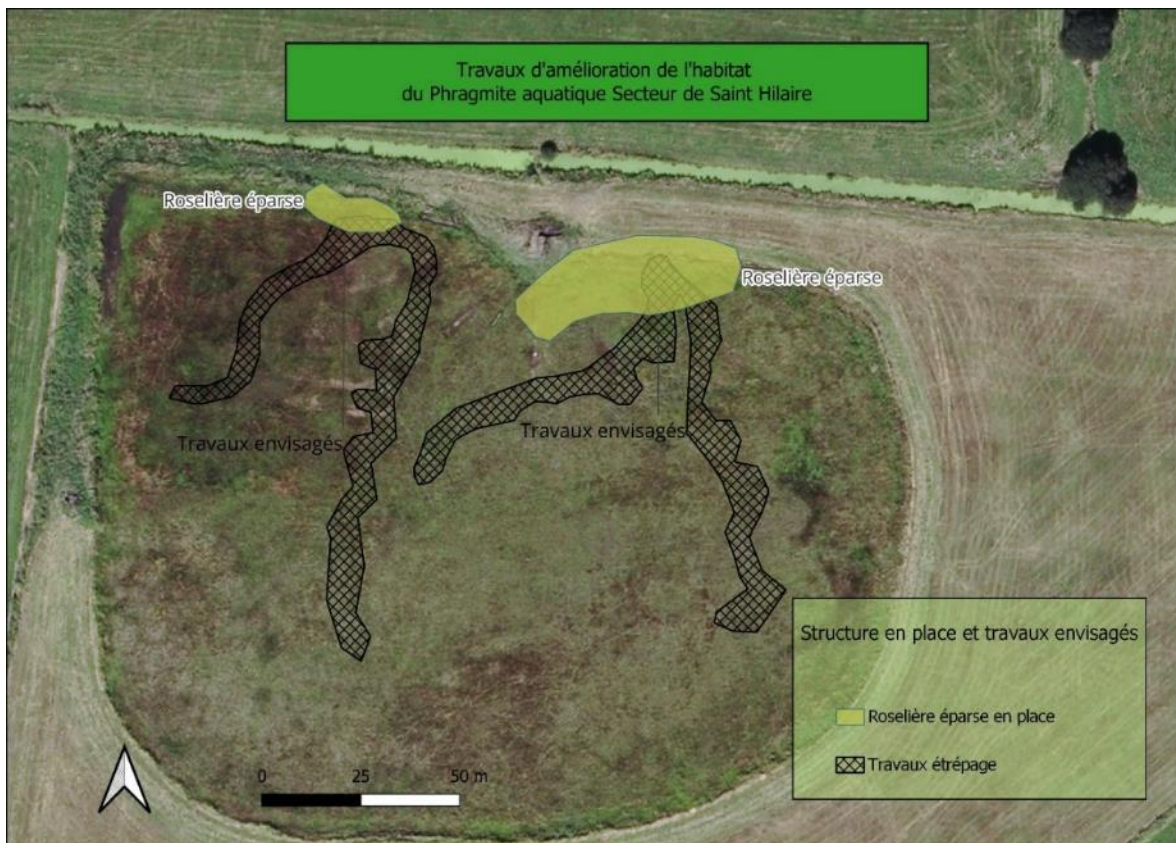 Travaux d'amélioration de l'habitat
du Phragmite aquatique Secteur de Saint Hilaire
Roselière éparse
Roselière éparse
Travaux envisagés
Travaux envisagés
Structure en place et travaux envisagés
Roselière éparse en place
Travaux étrépage
0 25 50 m